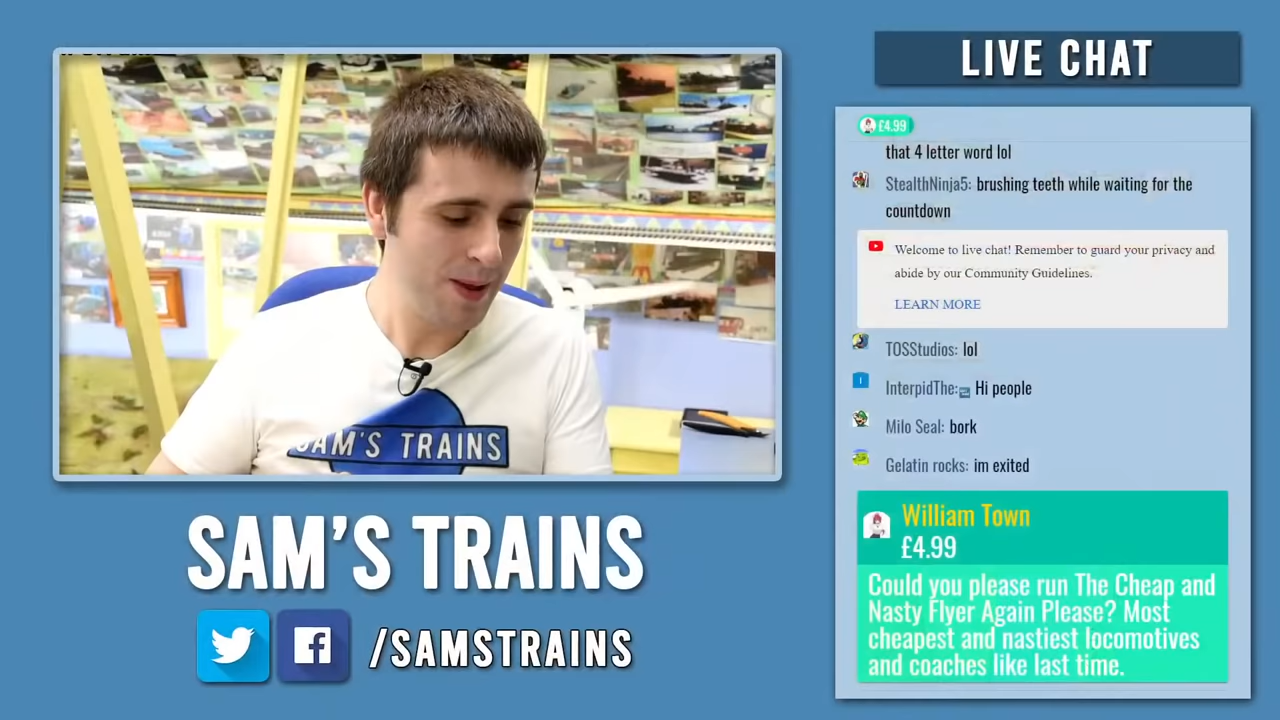 LIVE CHAT
£4.99
that 4 letter word lol
StealthNinja5: brushing teeth while waiting for the
countdown
Welcome to live chat! Remember to guard your privacy and
abide by our Community Guidelines.
LEARN MORE
TOSStudios: lol
InterpidThe: Hi people
Milo Seal: bork
Gelatin rocks: im exited
William Town
£4.99
Could you please run The Cheap and
Nasty Flyer Again Please? Most
cheapest and nastiest locomotives
and coaches like last time.
SAM'S TRAINS
SAM'S TRAINS
/SAMSTRAINS